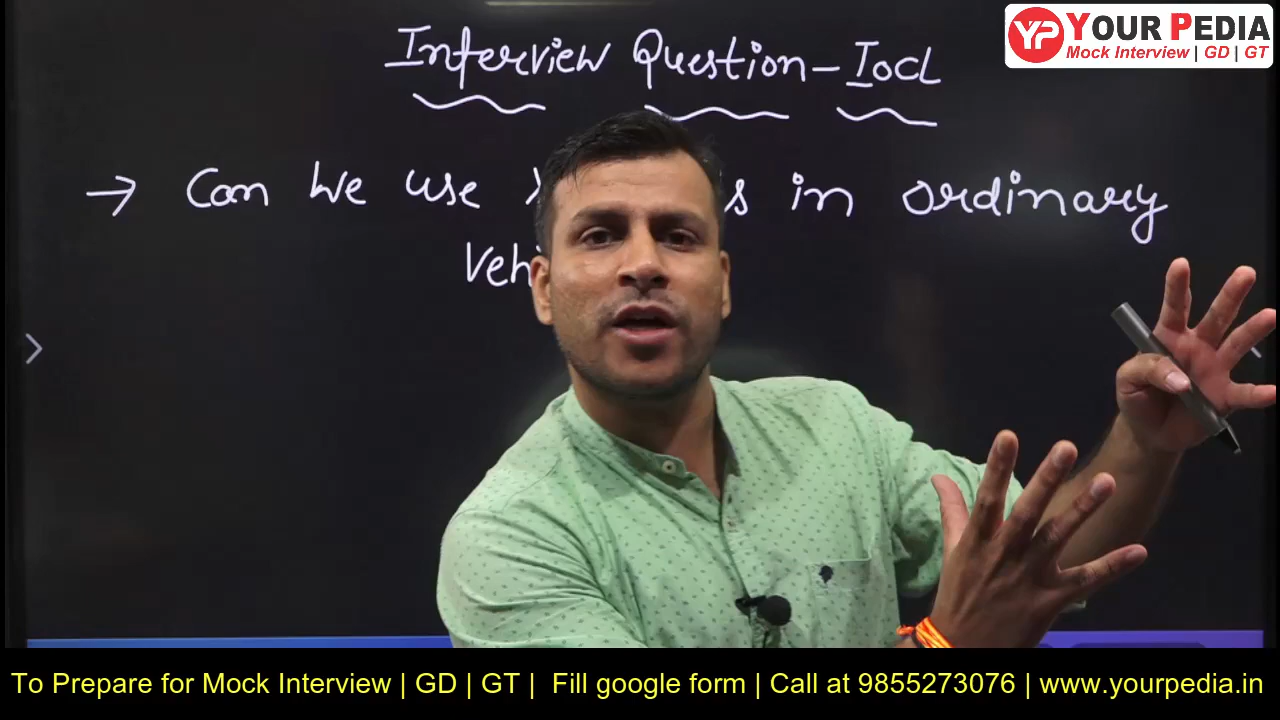 Interview Question - Iocl
YOUR PEDIA
Mock Interview | GD | GT
YP
→ Can we use in ordinary
To Prepare for Mock Interview | GD | GT | Fill google form | Call at 9855273076 | www.yourpedia.in